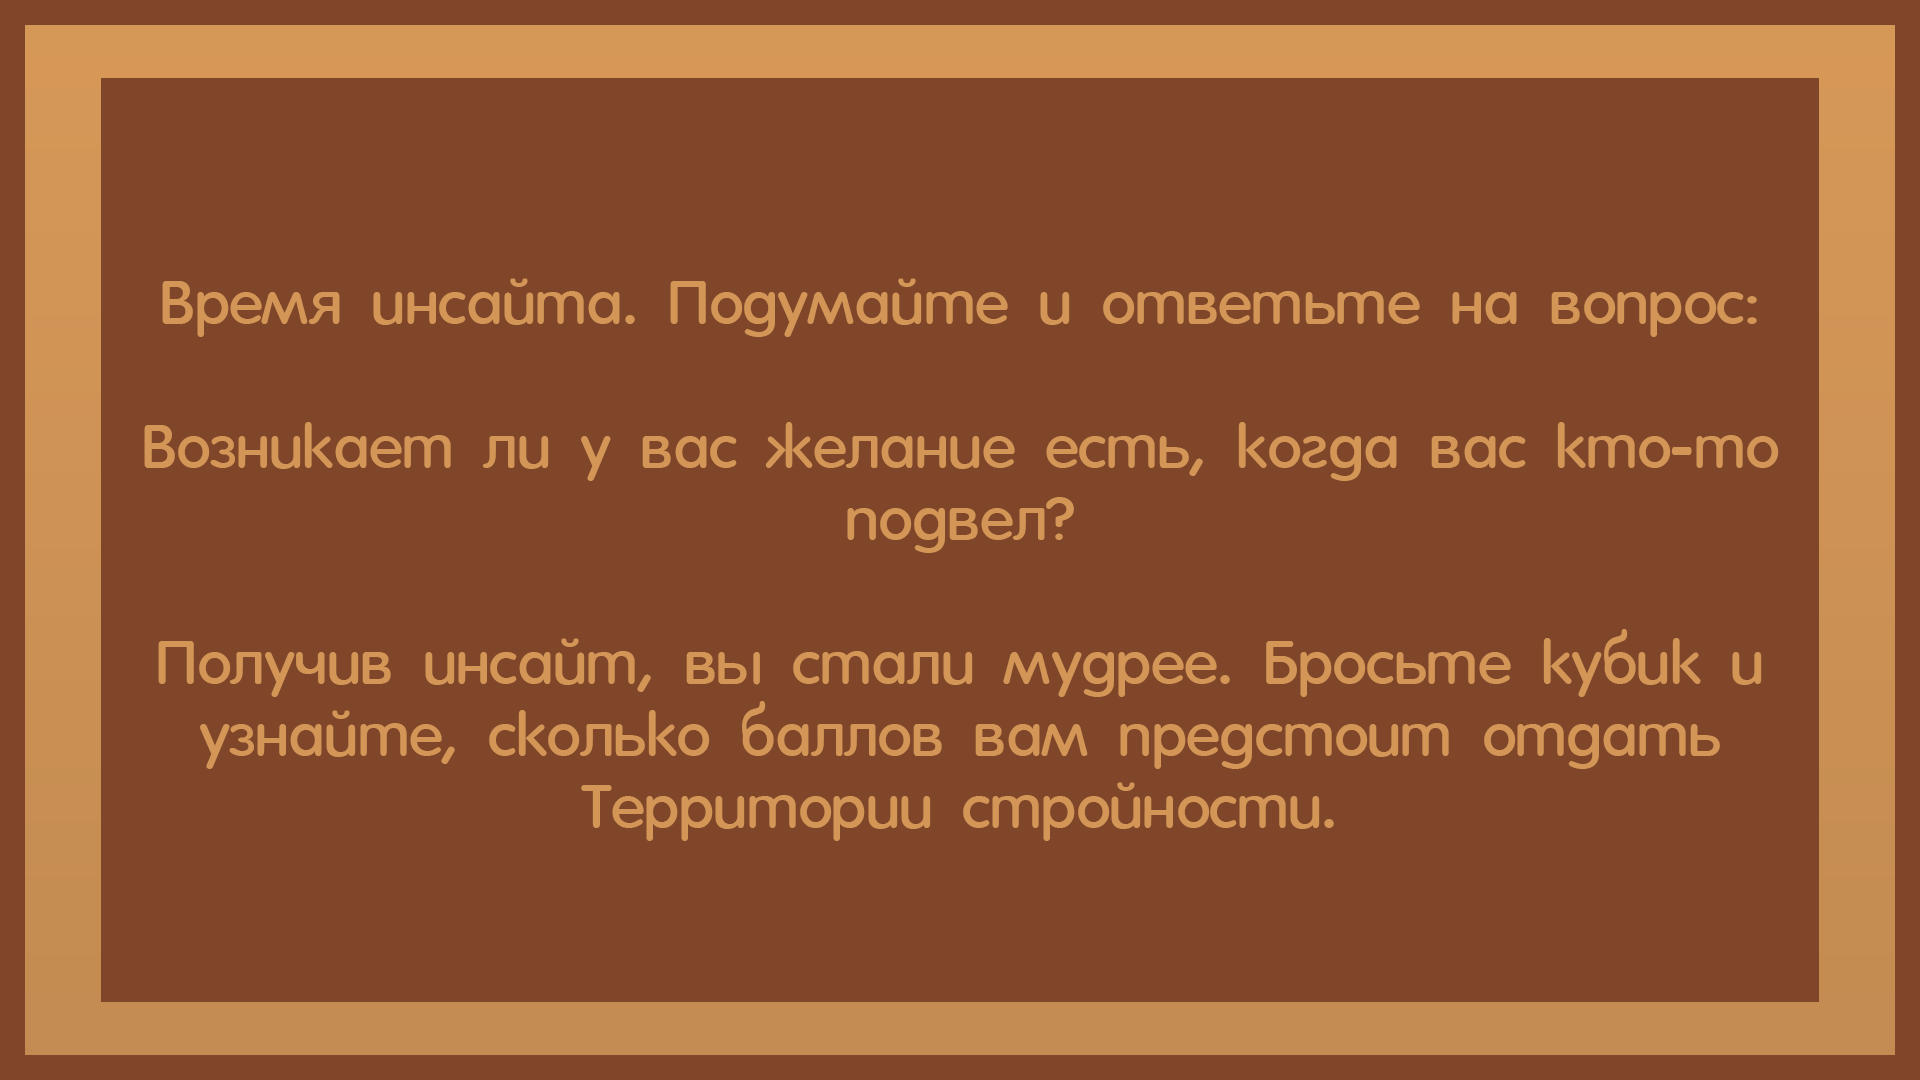 Время инсайта. Подумайте и ответьте на вопрос:
Возникает ли у вас желание есть, когда вас кто-то
подвел?
Получив инсайт, вы стали мудрее. Бросьте кубик и
узнайте, сколько баллов вам предстоит отдать
Территории стройности.